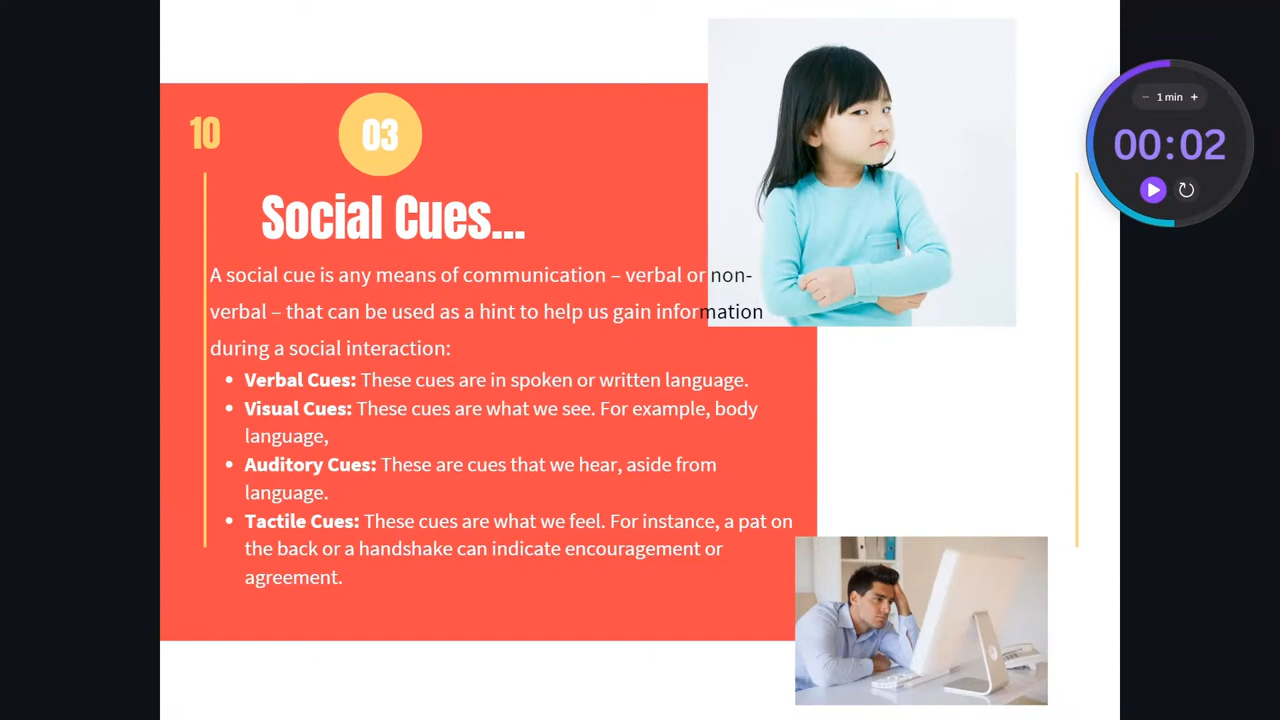 10
03
Social Cues...
A social cue is any means of communication – verbal or non-
verbal – that can be used as a hint to help us gain information
during a social interaction:
• Verbal Cues: These cues are in spoken or written language.
• Visual Cues: These cues are what we see. For example, body
language,
• Auditory Cues: These are cues that we hear, aside from
language.
• Tactile Cues: These cues are what we feel. For instance, a pat on
the back or a handshake can indicate encouragement or
agreement.
− 1 min +
00:02